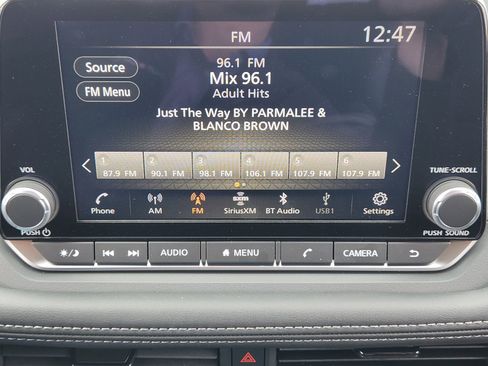 FM
12:47
Source
96.1 FM
Mix 96.1
FM Menu
Adult Hits
Just The Way BY PARMALEE &
BLANCO BROWN
1 2 3 4 5 6
87.9 FM 90.1 FM 98.1 FM 106.1 FM 107.9 FM 107.9 FM
VOL
TUNE·SCROLL
sxm
Phone AM FM SiriusXM BT Audio USB1 Settings
PUSH
PUSH SOUND
AUDIO MENU CAMERA